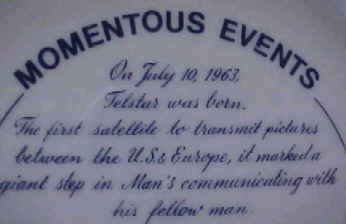 MOMENTOUS EVENTS
On July 10, 1963,
Telstar was born.
The first satellite to transmit pictures
between the U.S. & Europe, it marked a
giant step in Man's communicating with
his fellow man